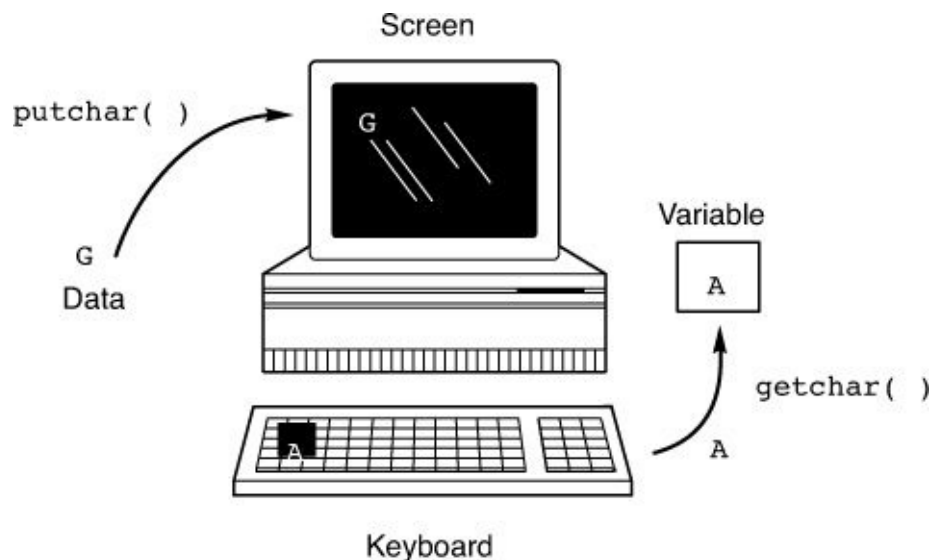 Screen
putchar( )
G
G
Data
Variable
A
getchar( )
A
A
Keyboard